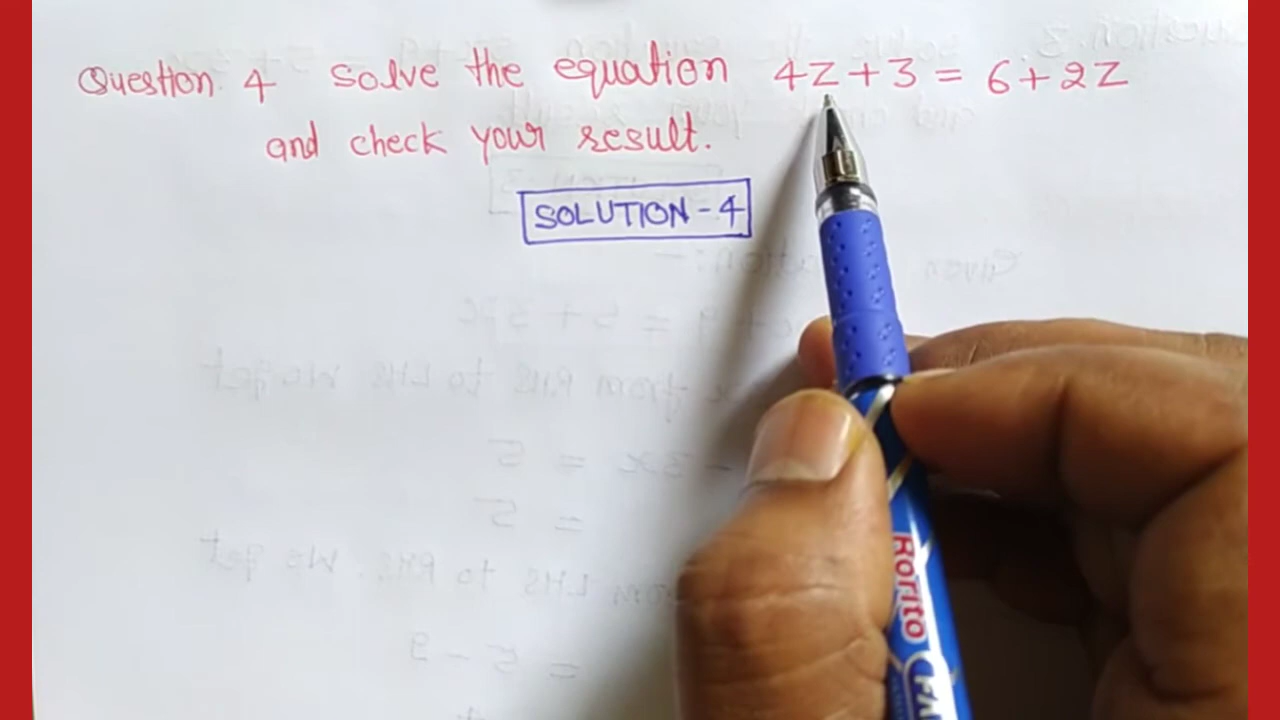 Question. 4 Solve the equation 4z+3 = 6+2z
and check your result.
SOLUTION-4
Rorito